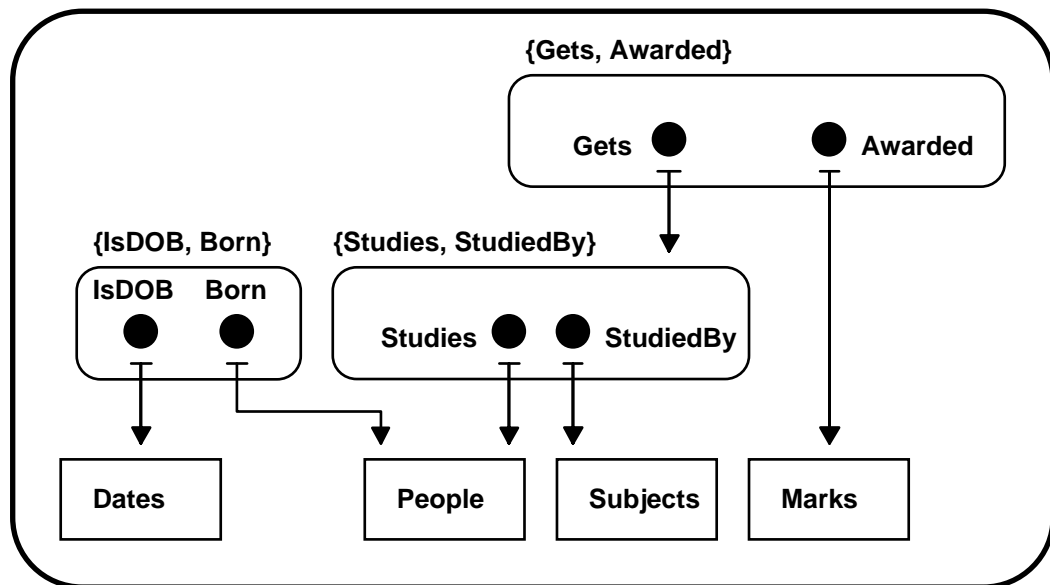 {Gets, Awarded}
Gets Awarded
{IsDOB, Born} {Studies, StudiedBy}
IsDOB Born
Studies StudiedBy
Dates People Subjects Marks